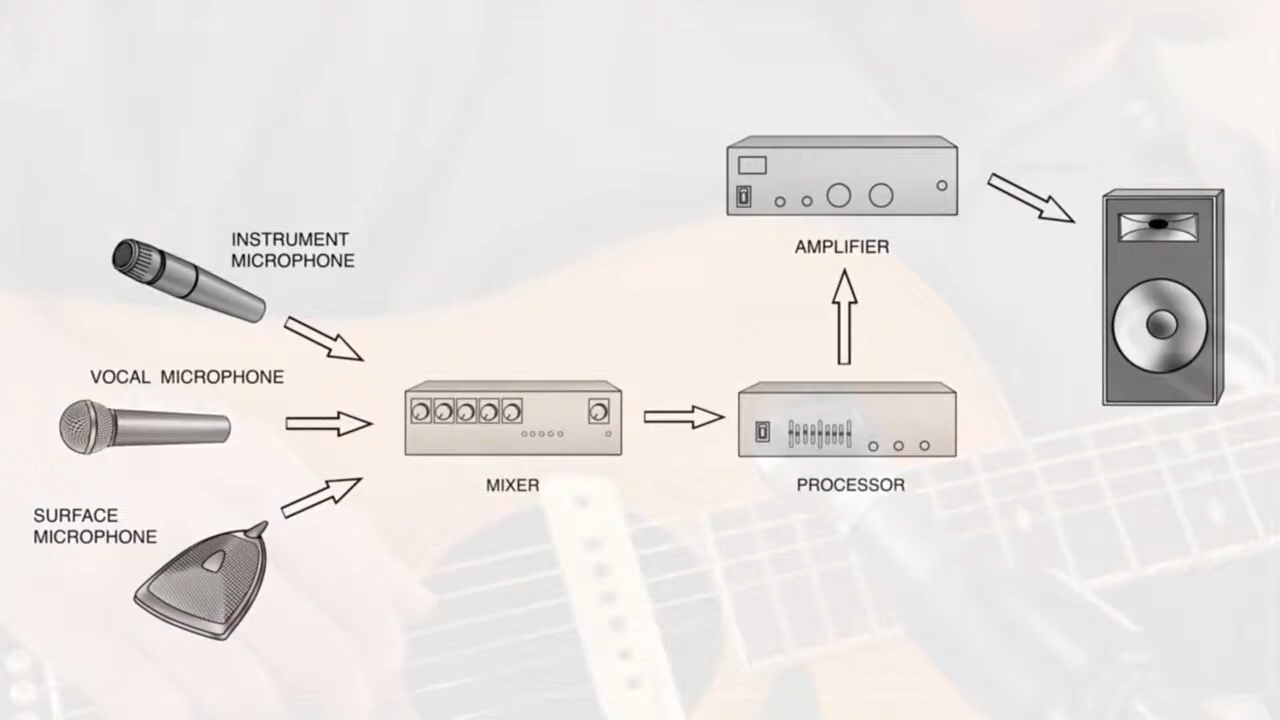 AMPLIFIER
INSTRUMENT
MICROPHONE
VOCAL MICROPHONE
MIXER
PROCESSOR
SURFACE
MICROPHONE